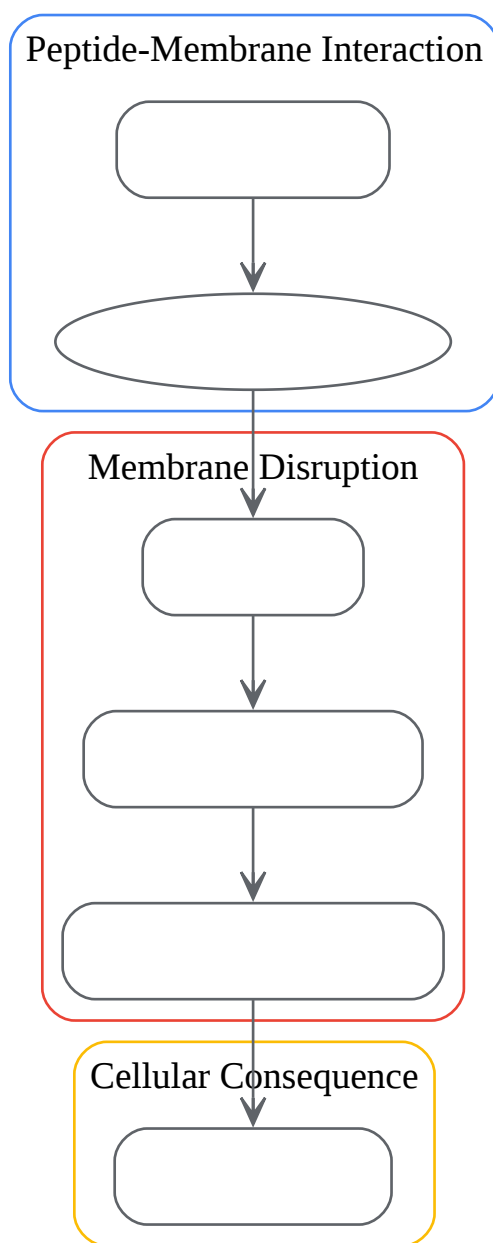 Peptide-Membrane Interaction
Membrane Disruption
Cellular Consequence